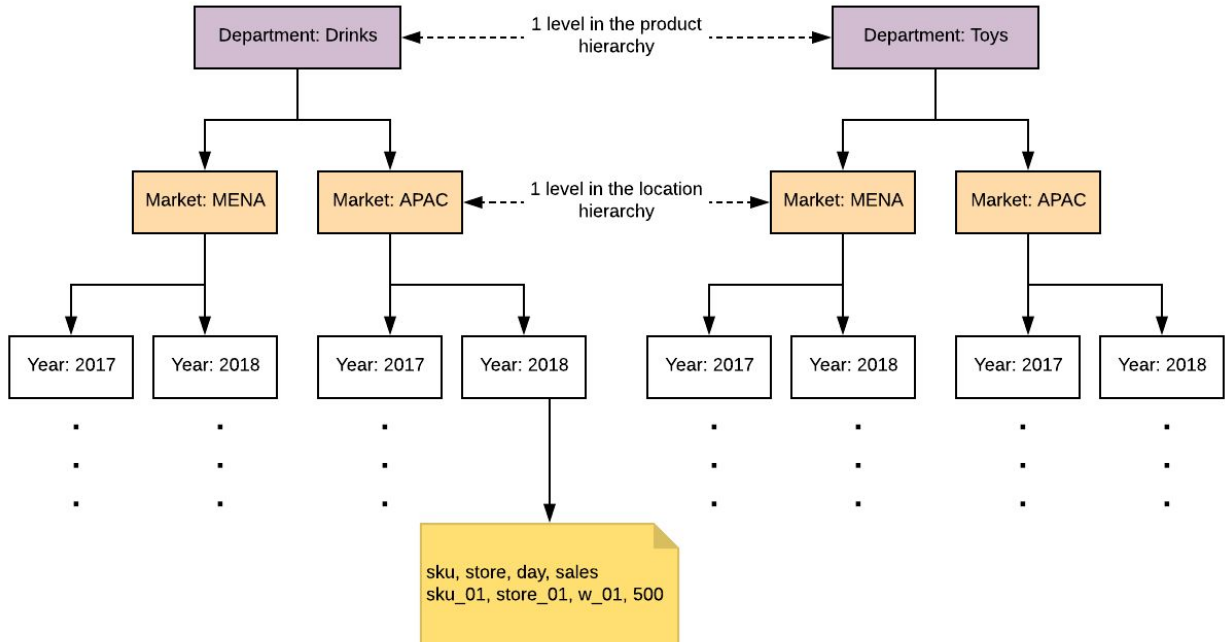 Department: Drinks
1 level in the product
hierarchy
Department: Toys
Market: MENA
Market: APAC
1 level in the location
hierarchy
Market: MENA
Market: APAC
Year: 2017
Year: 2018
Year: 2017
Year: 2018
Year: 2017
Year: 2018
Year: 2017
Year: 2018
sku, store, day, sales
sku_01, store_01, w_01, 500